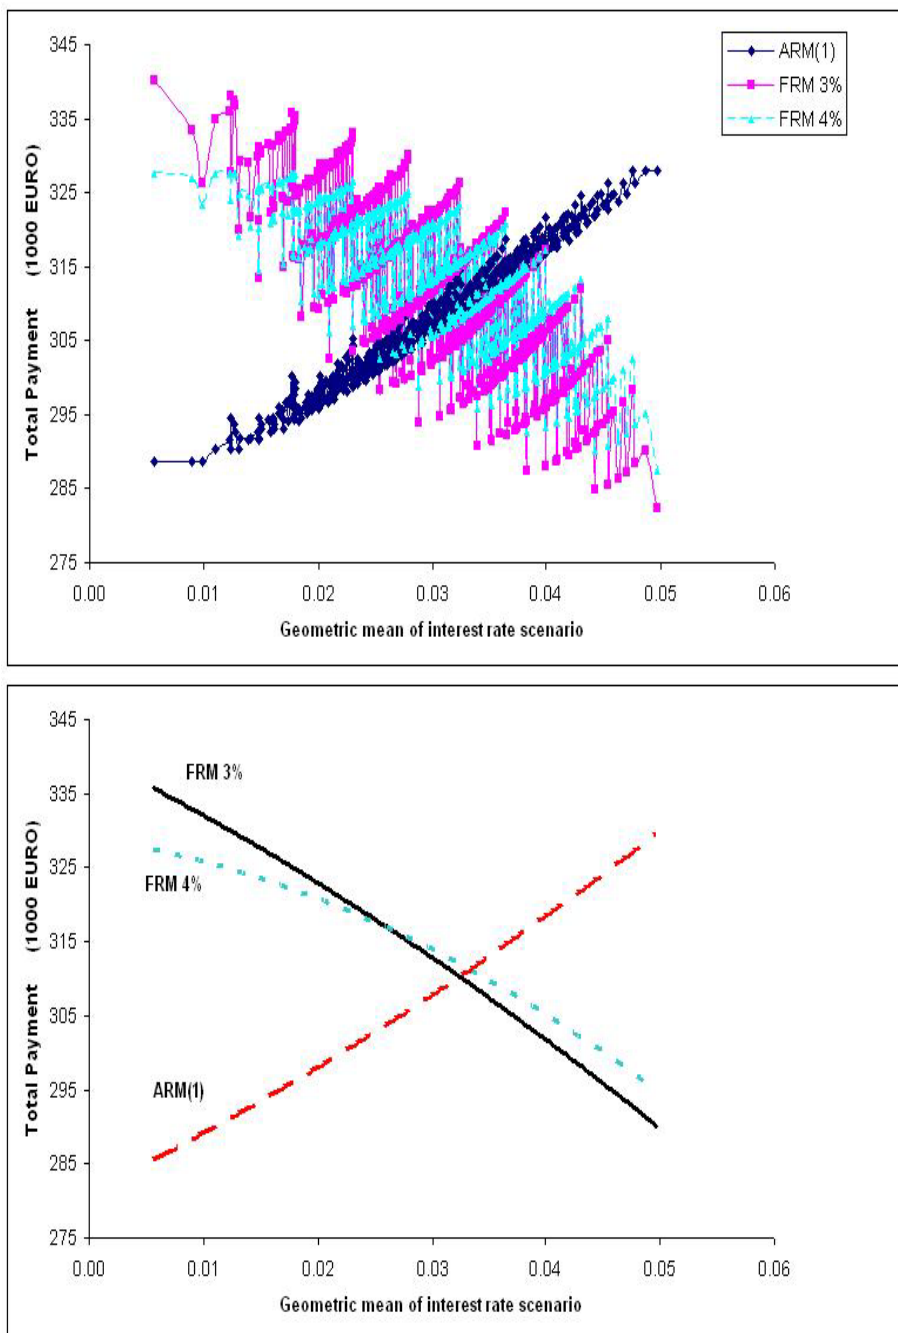 345
335
325
315
305
295
285
275
Total Payment (1000 EURO)
ARM(1)
FRM 3%
FRM 4%
0.00 0.01 0.02 0.03 0.04 0.05 0.06
Geometric mean of interest rate scenario
345
335
325
315
305
295
285
275
Total Payment (1000 EURO)
FRM 3%
FRM 4%
ARM(1)
0.00 0.01 0.02 0.03 0.04 0.05 0.06
Geometric mean of interest rate scenario